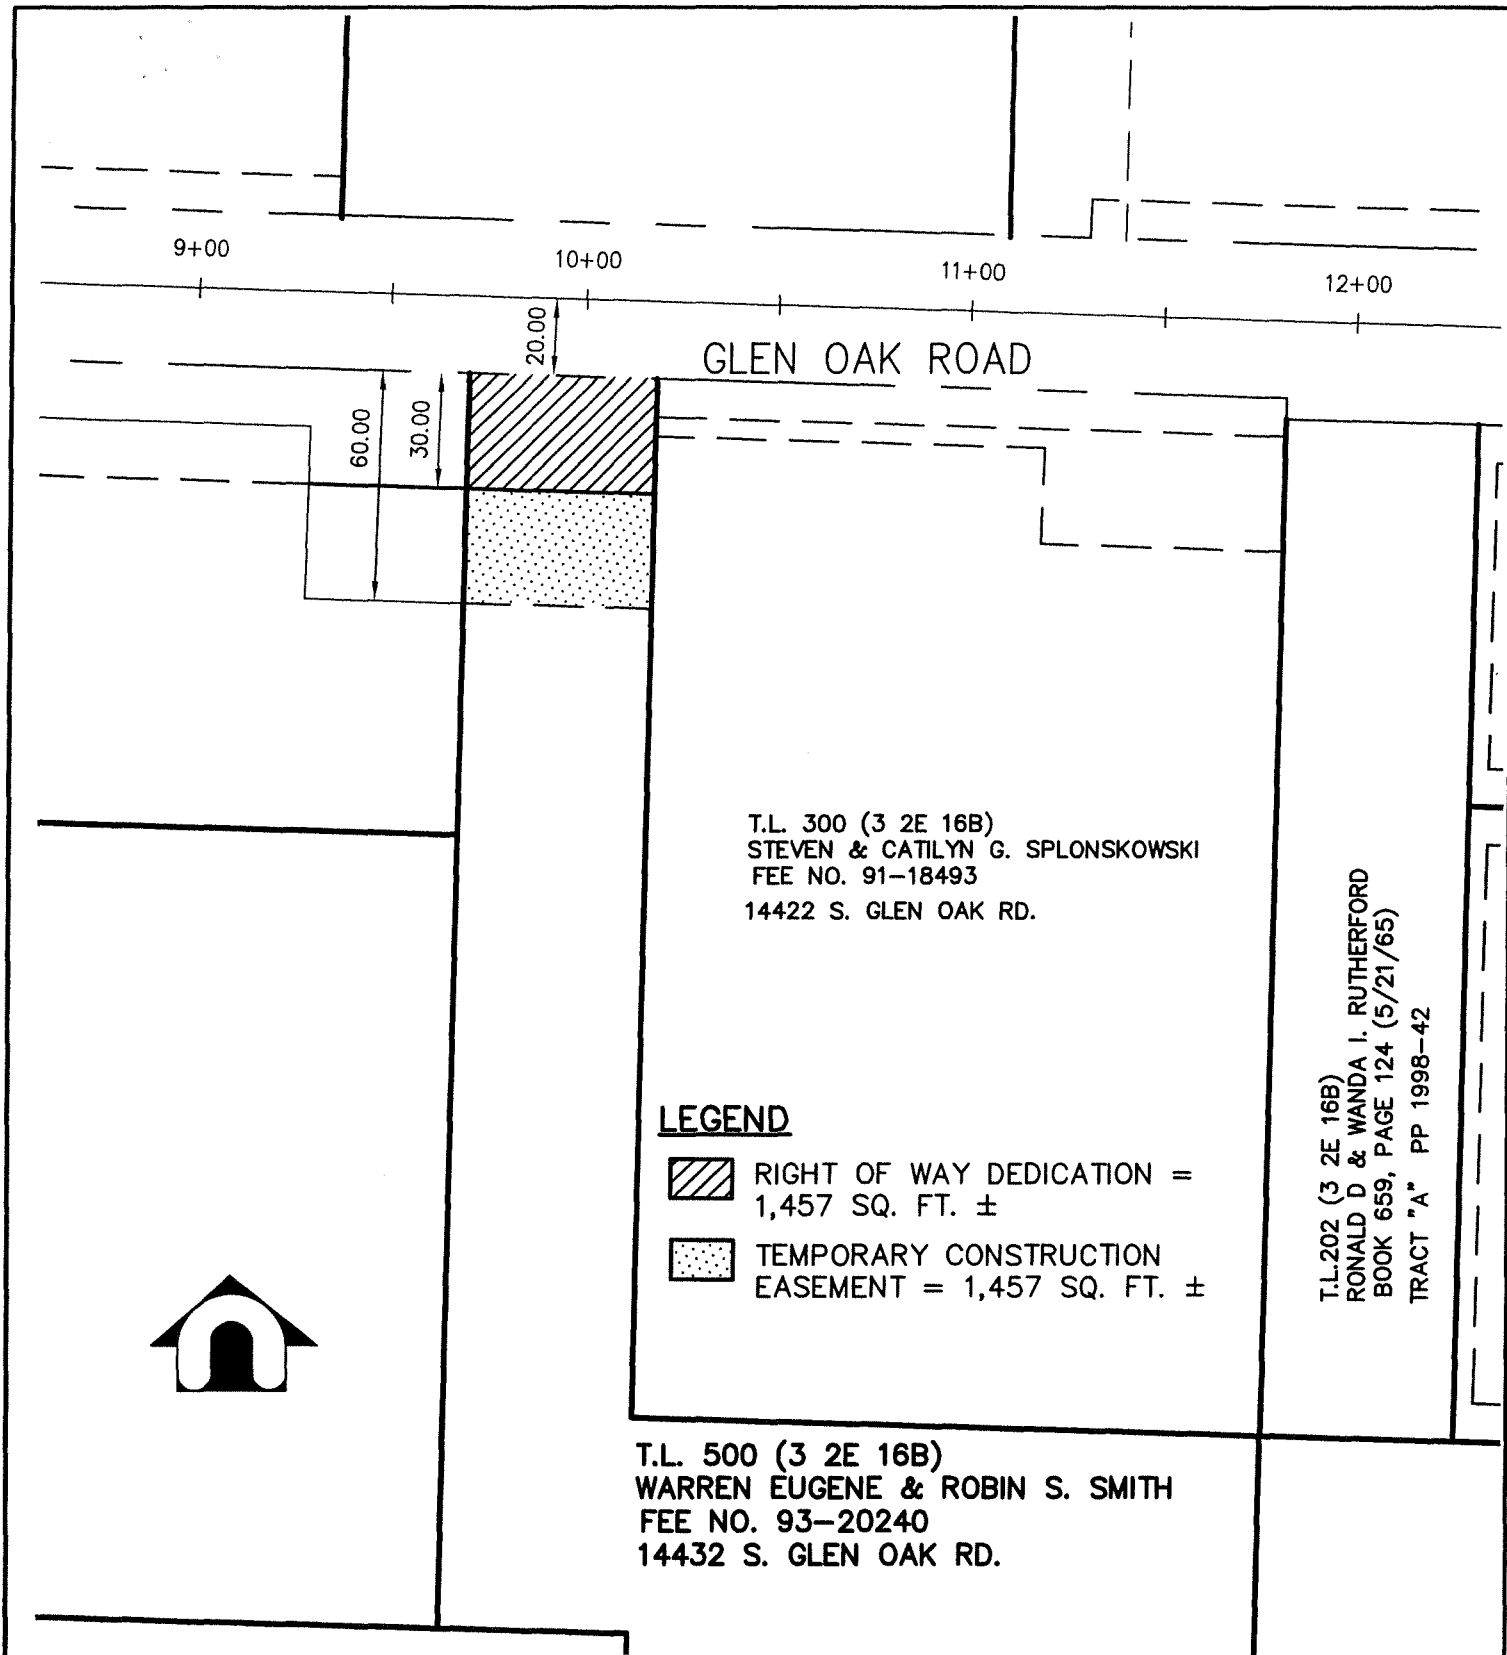 9+00
10+00
11+00
12+00
20.00
GLEN OAK ROAD
60.00
30.00
T.L. 300 (3 2E 16B)
STEVEN & CATILYN G. SPLONSKOWSKI
FEE NO. 91-18493
14422 S. GLEN OAK RD.
T.L.202 (3 2E 16B)
RONALD D & WANDA I. RUTHERFORD
BOOK 659, PAGE 124 (5/21/65)
TRACT "A" PP 1998-42
LEGEND
RIGHT OF WAY DEDICATION =
1,457 SQ. FT. ±
TEMPORARY CONSTRUCTION
EASEMENT = 1,457 SQ. FT. ±
T.L. 500 (3 2E 16B)
WARREN EUGENE & ROBIN S. SMITH
FEE NO. 93-20240
14432 S. GLEN OAK RD.